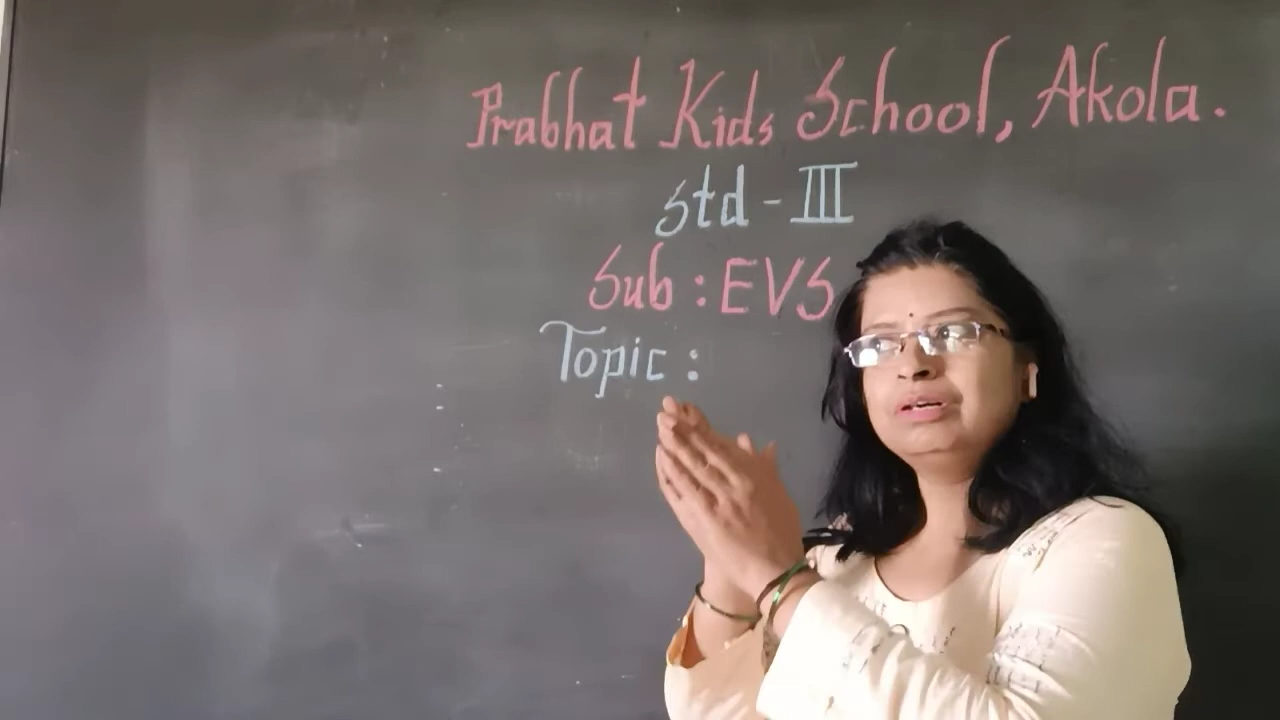 Prabhat Kids School, Akola.
Std - III
Sub : EVS
Topic :